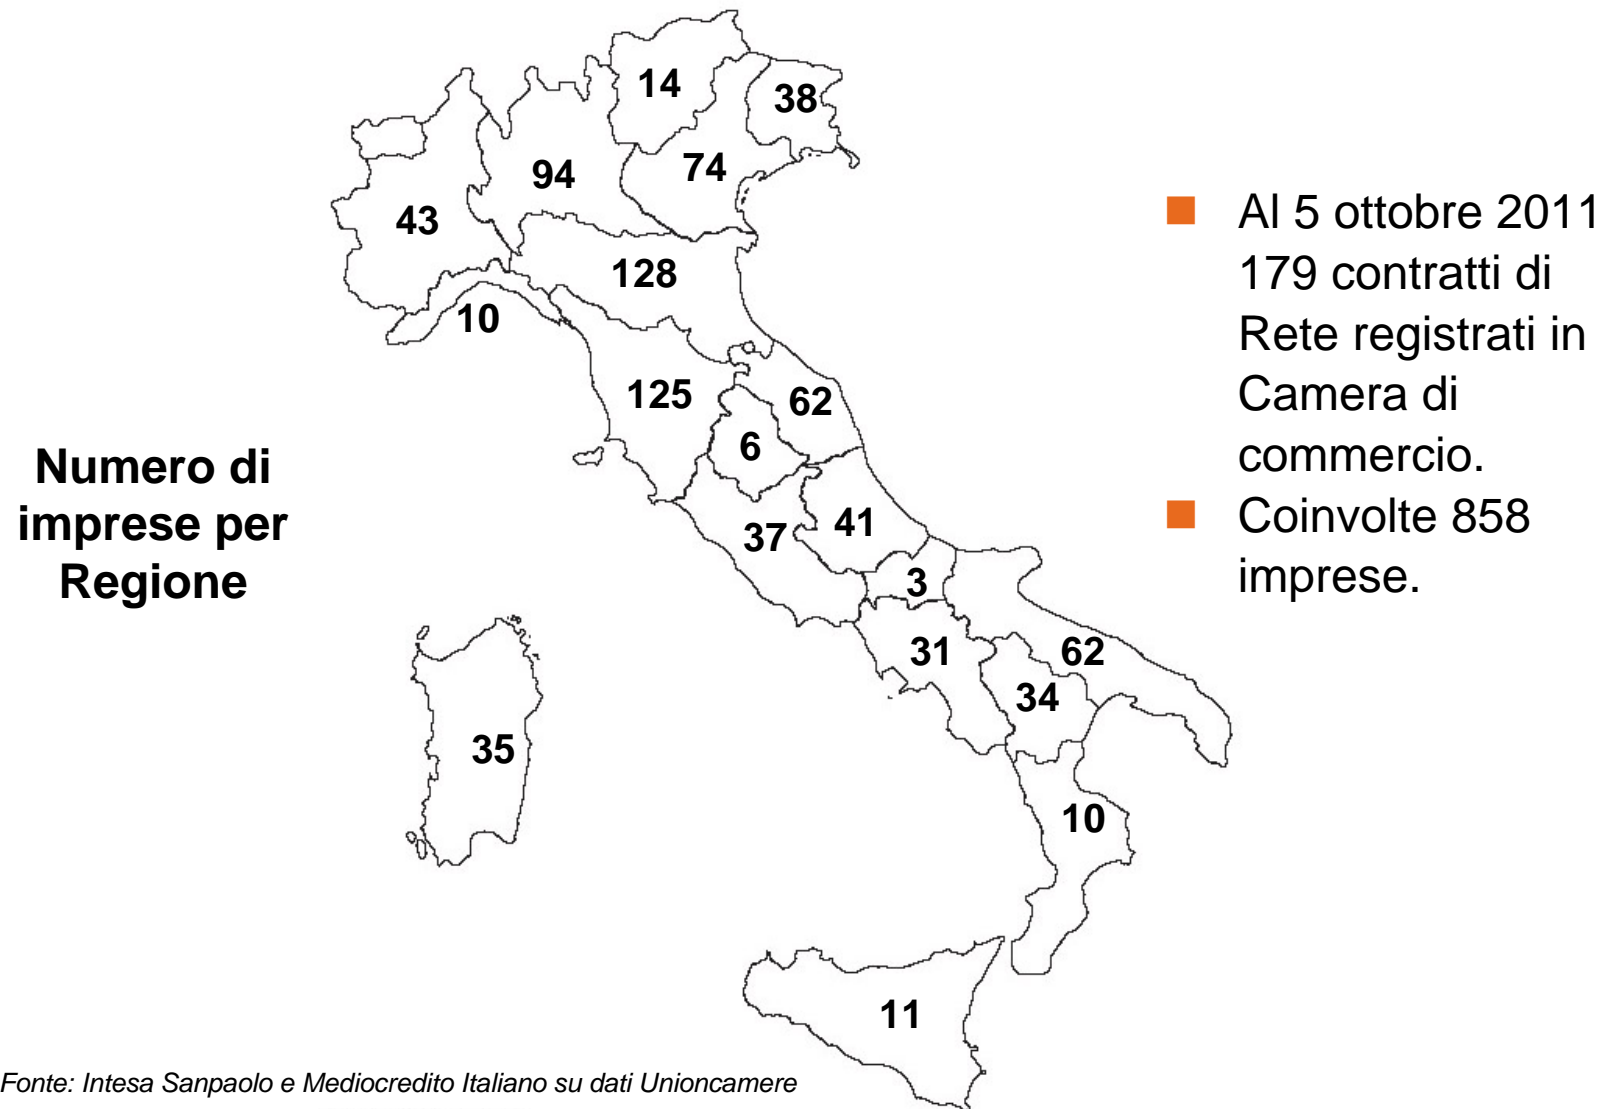 14
38
94
74
43
128
10
125
62
6
37
41
3
31
62
34
35
10
11
Numero di
imprese per
Regione
Al 5 ottobre 2011
179 contratti di
Rete registrati in
Camera di
commercio.
Coinvolte 858
imprese.
Fonte: Intesa Sanpaolo e Mediocredito Italiano su dati Unioncamere